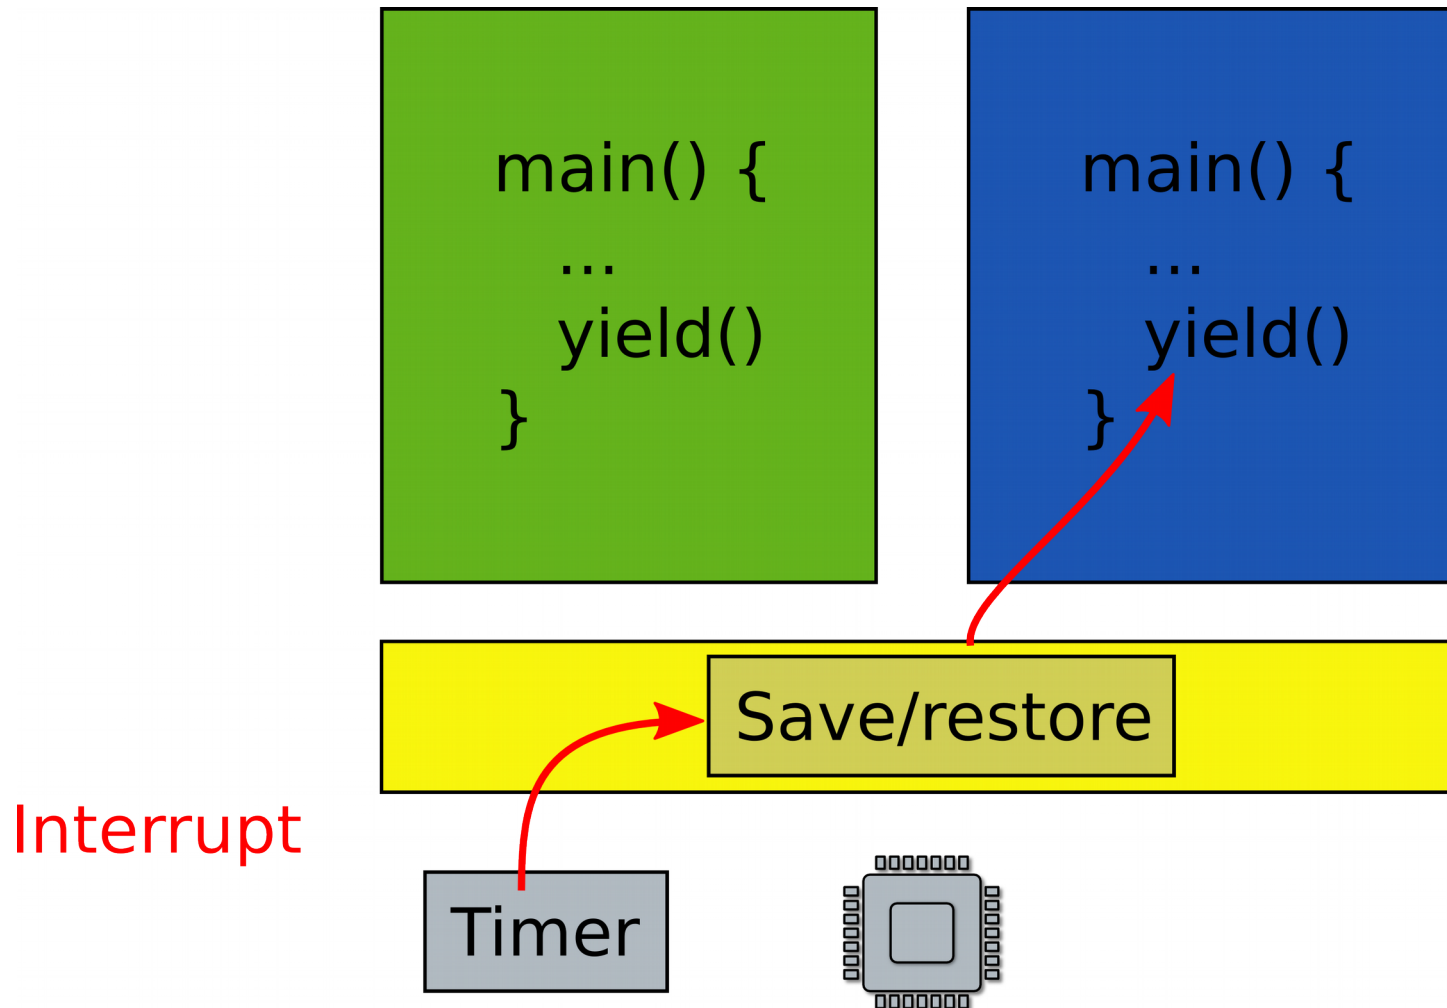 main() {
...
yield()
}
main() {
...
yield()
}
Save/restore
Interrupt
Timer